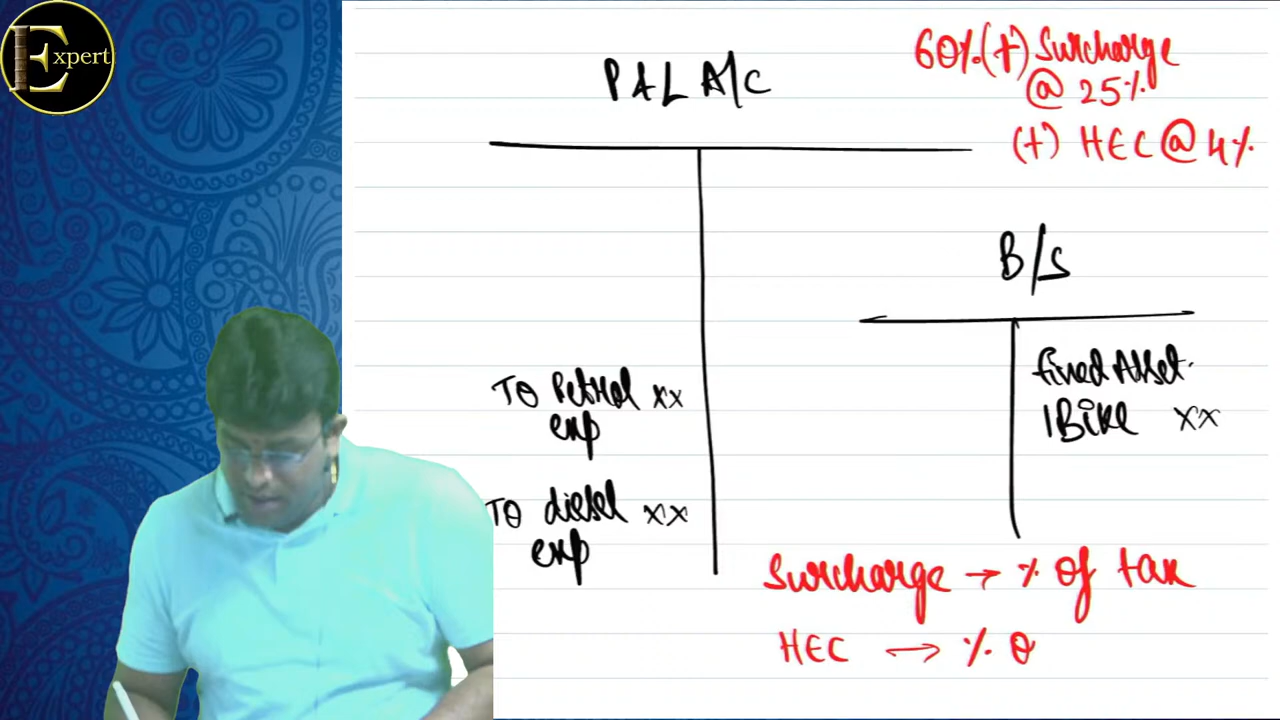 Expert
P&L A/C
60% (+) Surcharge
@ 25%
(+) HEC @ 4%
B/S
Fixed Asset
1 Bike xx
To Petrol xx
exp
To diesel xx
exp
Surcharge → % of tax
HEC → % o